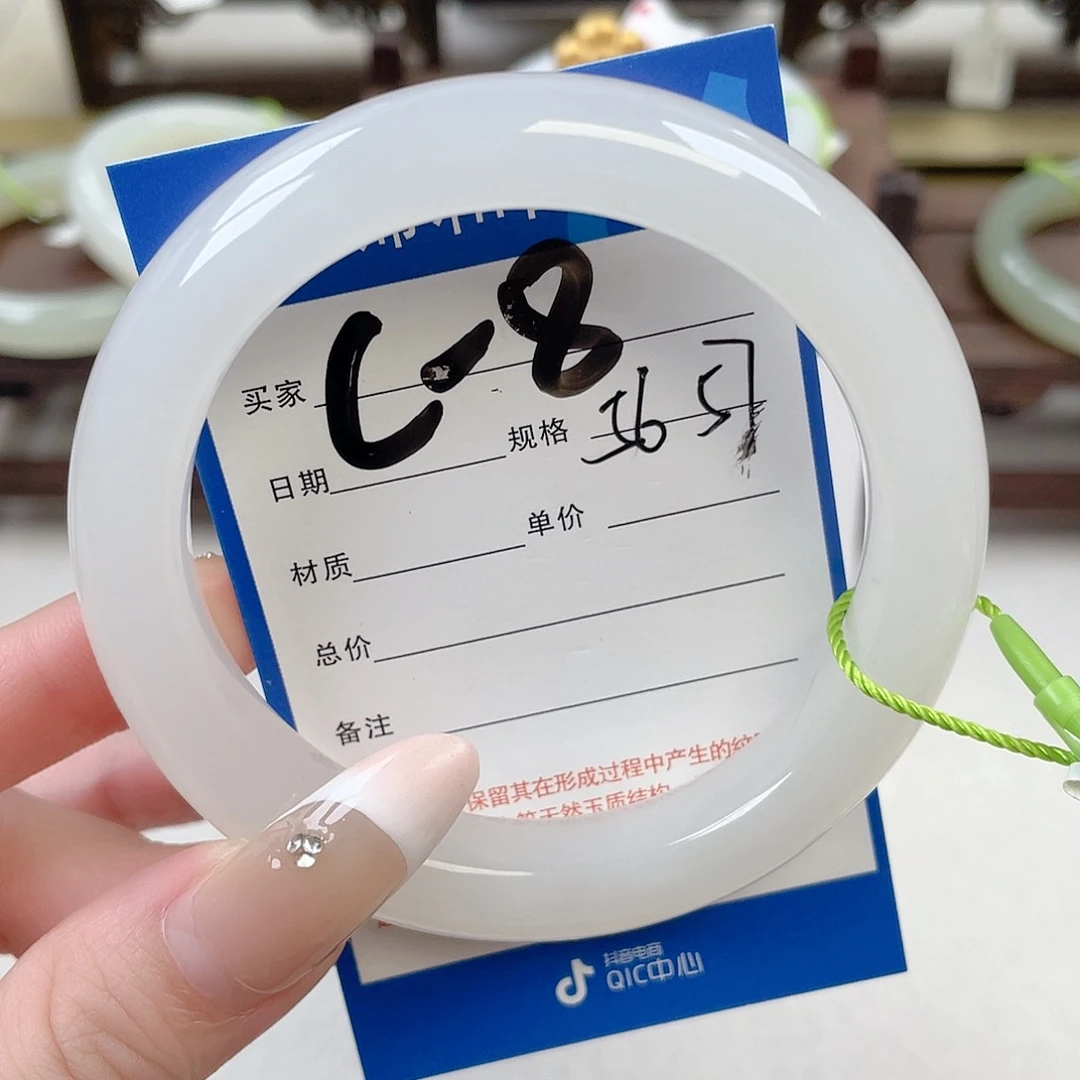 买家 C-8
日期 规格 56 57
材质 单价
总价
备注
保留其在形成过程中产生的纹
天然玉质结构
抖音电商
QIC中心